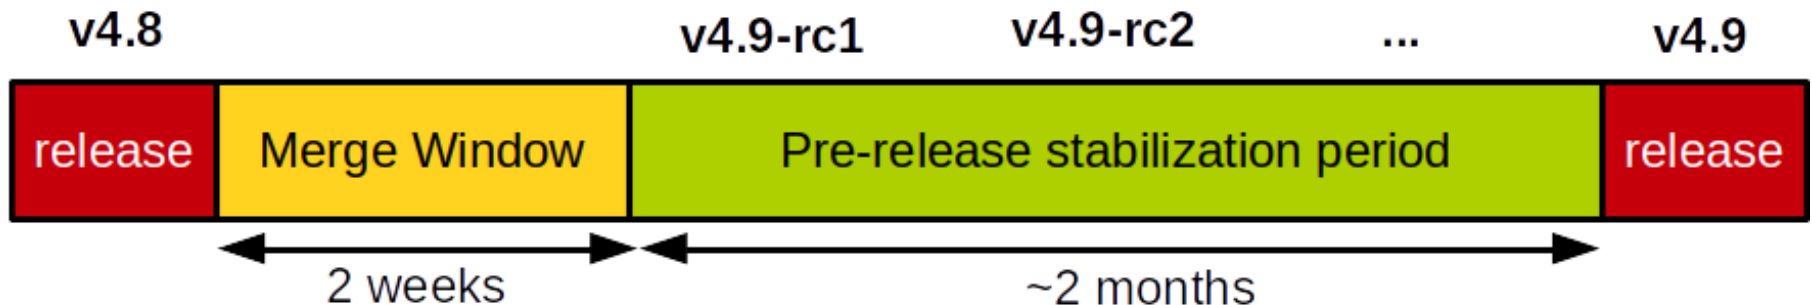 v4.8 v4.9-rc1 v4.9-rc2 ... v4.9
release Merge Window Pre-release stabilization period release
2 weeks ~2 months